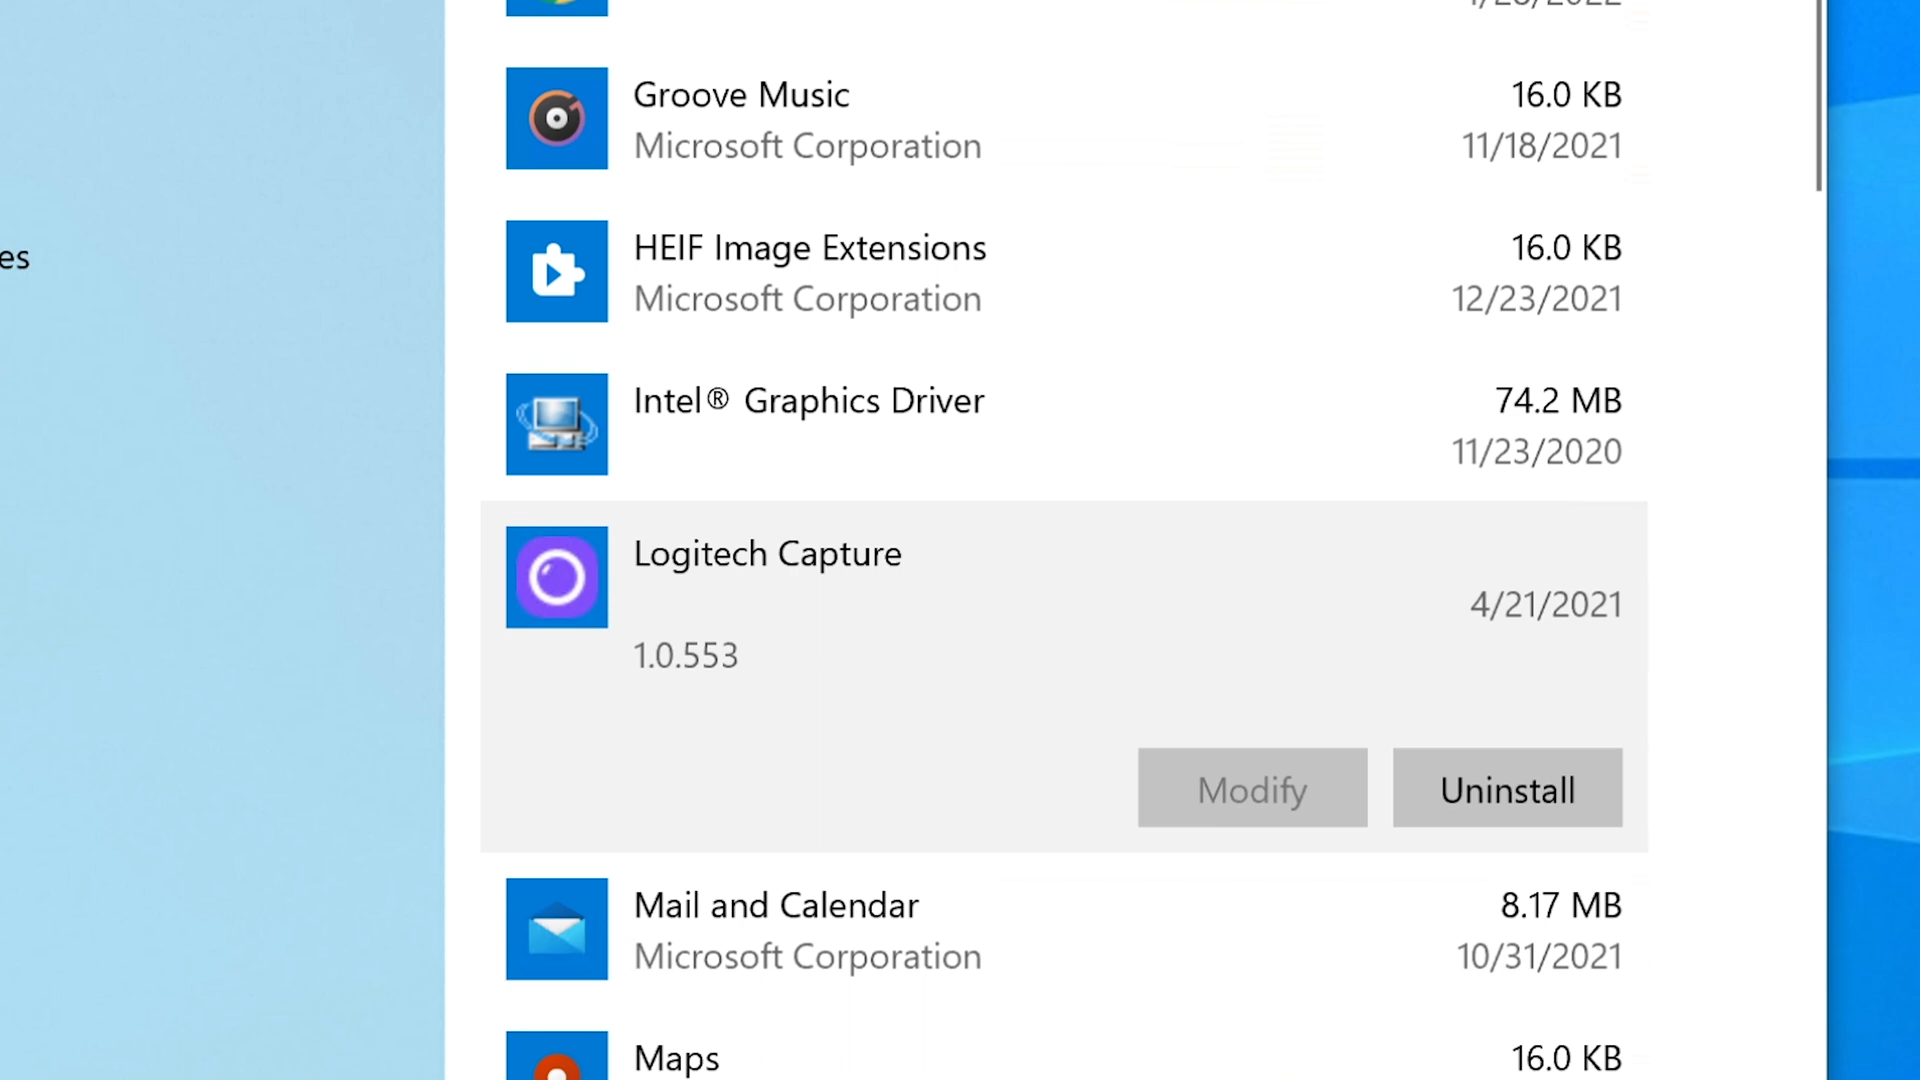 es
Groove Music 16.0 KB
Microsoft Corporation 11/18/2021
HEIF Image Extensions 16.0 KB
Microsoft Corporation 12/23/2021
Intel® Graphics Driver 74.2 MB
11/23/2020
Logitech Capture
4/21/2021
1.0.553
Modify Uninstall
Mail and Calendar 8.17 MB
Microsoft Corporation 10/31/2021
Maps 16.0 KB